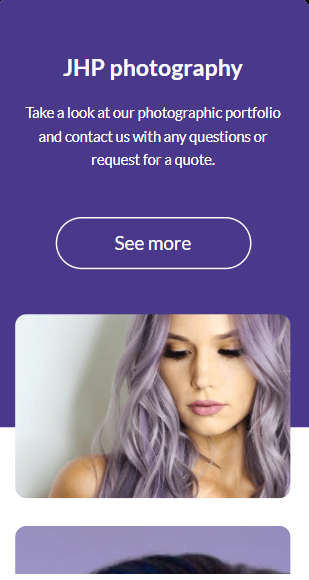 JHP photography
Take a look at our photographic portfolio
and contact us with any questions or
request for a quote.
See more